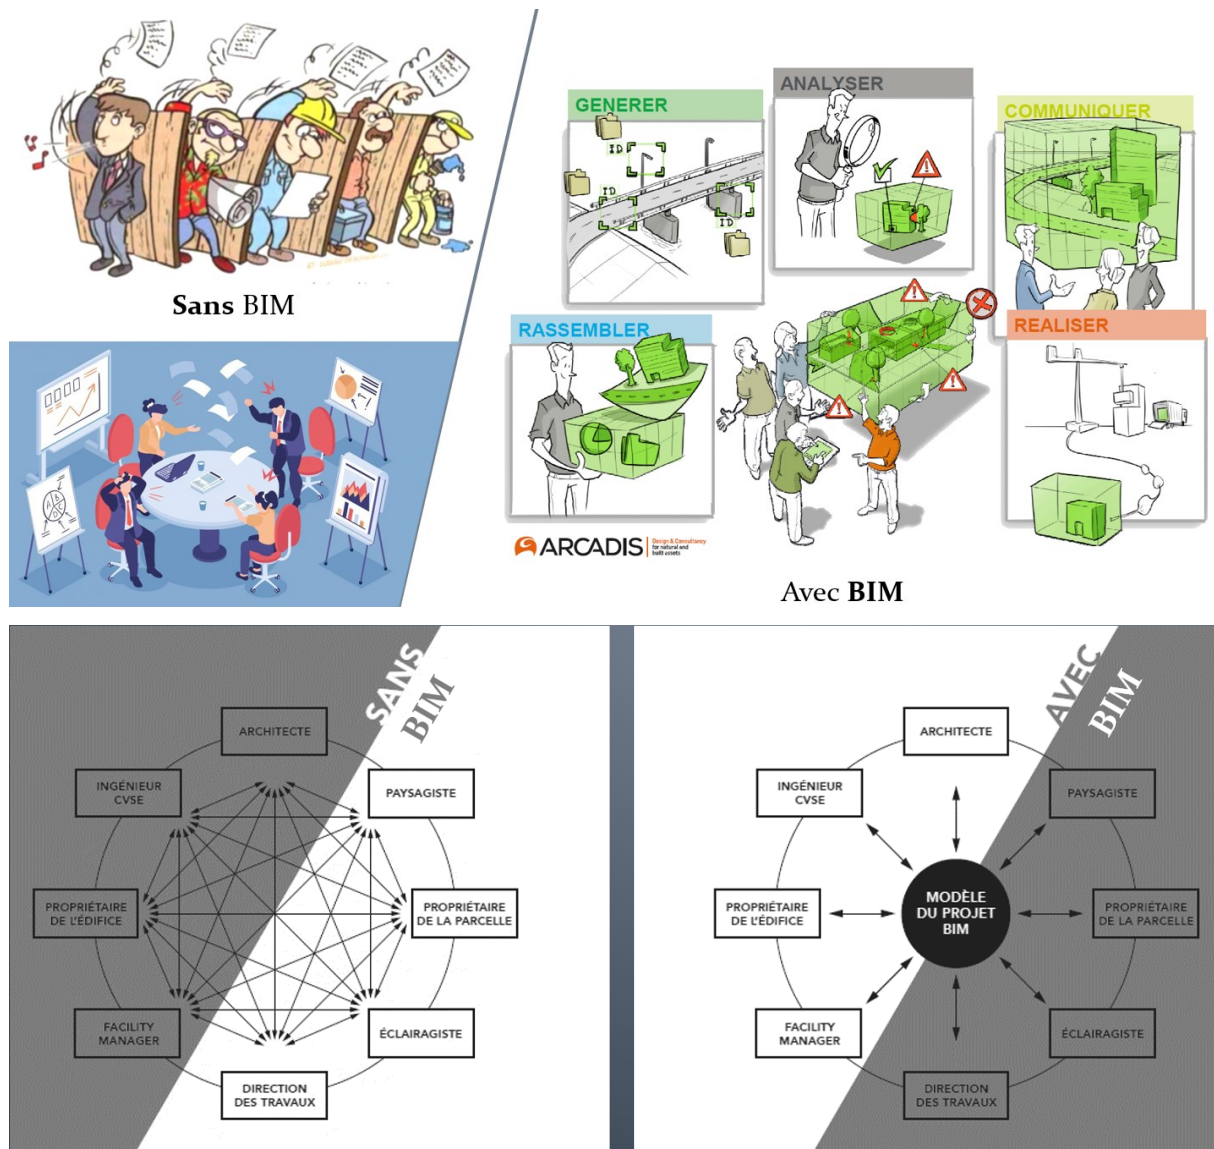 Sans BIM
GENERER
ID
ID
ID
ANALYSER
COMMUNIQUER
RASSEMBLER
REALISER
ARCADIS
Design & Consultancy
for natural and
built assets
Avec BIM
SANS
BIM
ARCHITECTE
INGÉNIEUR
CVSE
PAYSAGISTE
PROPRIÉTAIRE
DE L'ÉDIFICE
PROPRIÉTAIRE
DE LA PARCELLE
FACILITY
MANAGER
ÉCLAIRAGISTE
DIRECTION
DES TRAVAUX
AVEC
BIM
ARCHITECTE
INGÉNIEUR
CVSE
PAYSAGISTE
PROPRIÉTAIRE
DE L'ÉDIFICE
MODÈLE
DU PROJET
BIM
PROPRIÉTAIRE
DE LA PARCELLE
FACILITY
MANAGER
ÉCLAIRAGISTE
DIRECTION
DES TRAVAUX